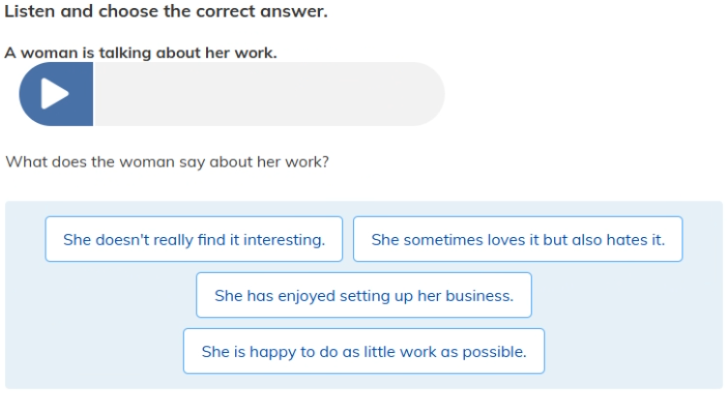 Listen and choose the correct answer.
A woman is talking about her work.
What does the woman say about her work?
She doesn't really find it interesting.
She sometimes loves it but also hates it.
She has enjoyed setting up her business.
She is happy to do as little work as possible.